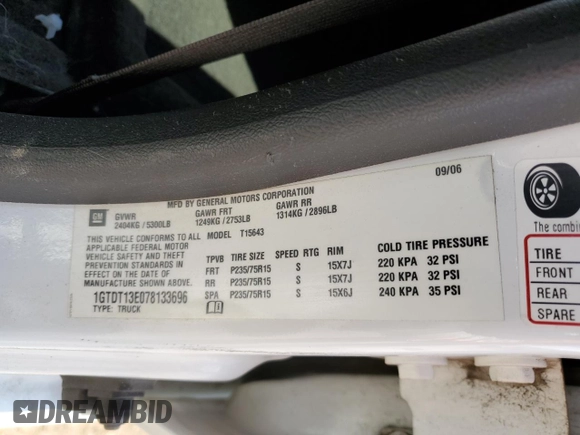 MFD BY GENERAL MOTORS CORPORATION 09/06
GM GVWR GAWR FRT GAWR RR
2404KG/5300LB 1249KG/2753LB 1314KG/2896LB
THIS VEHICLE CONFORMS TO ALL MODEL T15643
APPLICABLE FEDERAL MOTOR
VEHICLE SAFETY AND THEFT
PREVENTION STANDARDS
IN EFFECT ON THE DATE OF
MANUFACTURE SHOWN ABOVE.
1GTDT13E078133696
TYPE: TRUCK
TPVB TIRE SIZE SPEED RTG RIM COLD TIRE PRESSURE
FRT P235/75R15 S 15X7J 220 KPA 32 PSI
RR P235/75R15 S 15X7J 220 KPA 32 PSI
SPA P235/75R15 S 15X6J 240 KPA 35 PSI
The combin
TIRE
FRONT
REAR
SPARE
DREAMBID